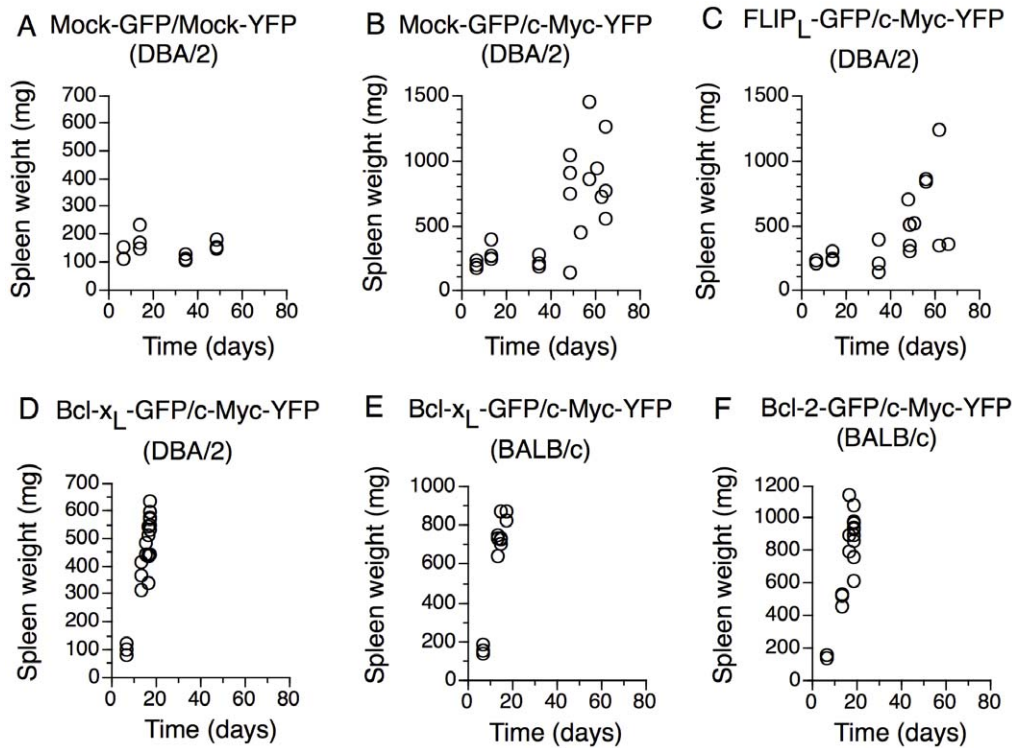 A Mock-GFP/Mock-YFP
(DBA/2)
Spleen weight (mg)
700
600
500
400
300
200
100
0
0 20 40 60 80
Time (days)
B Mock-GFP/c-Myc-YFP
(DBA/2)
Spleen weight (mg)
1500
1000
500
0
0 20 40 60 80
Time (days)
C FLIPL-GFP/c-Myc-YFP
(DBA/2)
Spleen weight (mg)
1500
1000
500
0
0 20 40 60 80
Time (days)
D Bcl-xL-GFP/c-Myc-YFP
(DBA/2)
Spleen weight (mg)
700
600
500
400
300
200
100
0
0 20 40 60 80
Time (days)
E Bcl-xL-GFP/c-Myc-YFP
(BALB/c)
Spleen weight (mg)
1000
800
600
400
200
0
0 20 40 60 80
Time (days)
F Bcl-2-GFP/c-Myc-YFP
(BALB/c)
Spleen weight (mg)
1200
1000
800
600
400
200
0
0 20 40 60 80
Time (days)